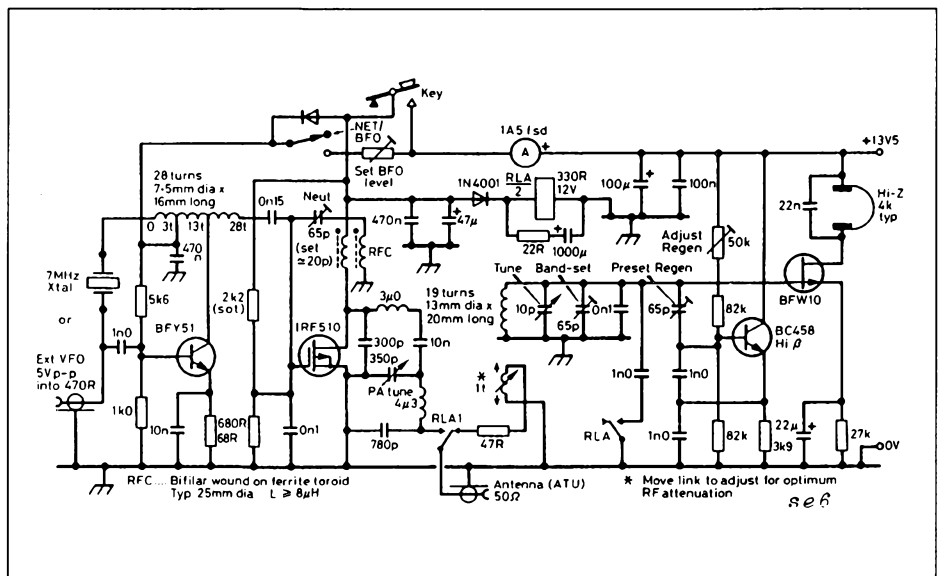 Key
NET/
BFO
1A5 fsd
A
+
+13V5
Set BFO
level
28 turns
7·5mm dia x
16mm long
0n15
Neut
65p
(set
≃20p)
RFC
1N4001
RLA
2
330R
12V
470n
+
47µ
22R
+
1000µ
100µ
+
100n
22n
Hi-Z
4k
typ
0 3t 13t 28t
470
n
Adjust
Regen
50k
7MHz
Xtal
or
Ext VFO
5V p-p
into 470R
5k6
2k2
(sot)
BFY51
1n0
1k0
10n
680R
68R
IRF510
0n1
3µ0
300p
350p
10n
PA tune
4µ3
780p
19 turns
13mm dia x
20mm long
Tune
Band-set
Preset Regen
10p
65p
0n1
65p
82k
BFW10
BC458
Hi β
1n0
1n0
*
1t
RLA1
47R
RLA
1n0
82k
3k9
22µ
+
27k
0V
RFC.... Bifilar wound on ferrite toroid
Typ 25mm dia L ⩾ 8µH
Antenna (ATU)
50Ω
* Move link to adjust for optimum
RF attenuation
se6